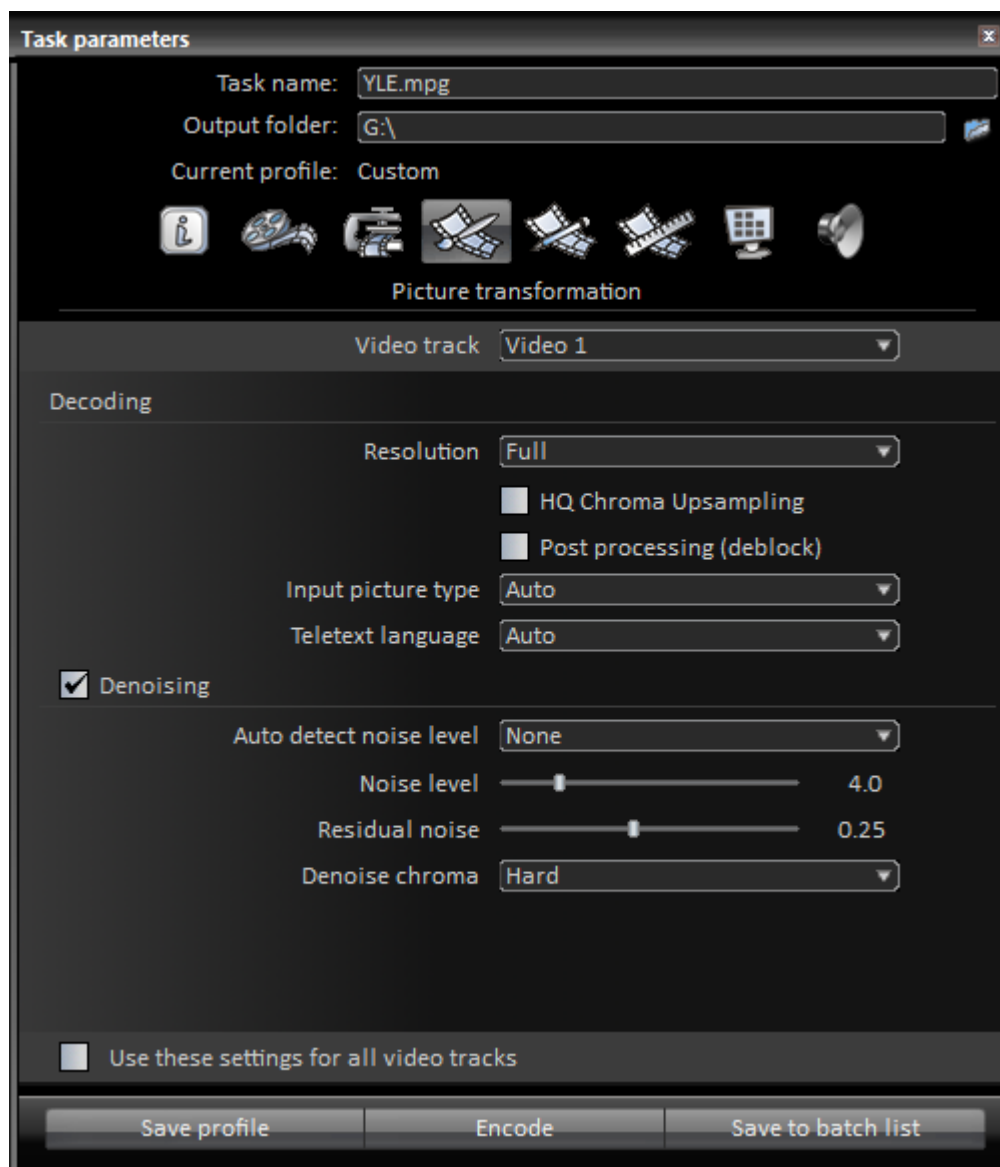 Task parameters
Task name: YLE.mpg
Output folder: G:\
Current profile: Custom
Picture transformation
Video track Video 1
Decoding
Resolution Full
HQ Chroma Upsampling
Post processing (deblock)
Input picture type Auto
Teletext language Auto
Denoising
Auto detect noise level None
Noise level 4.0
Residual noise 0.25
Denoise chroma Hard
Use these settings for all video tracks
Save profile Encode Save to batch list